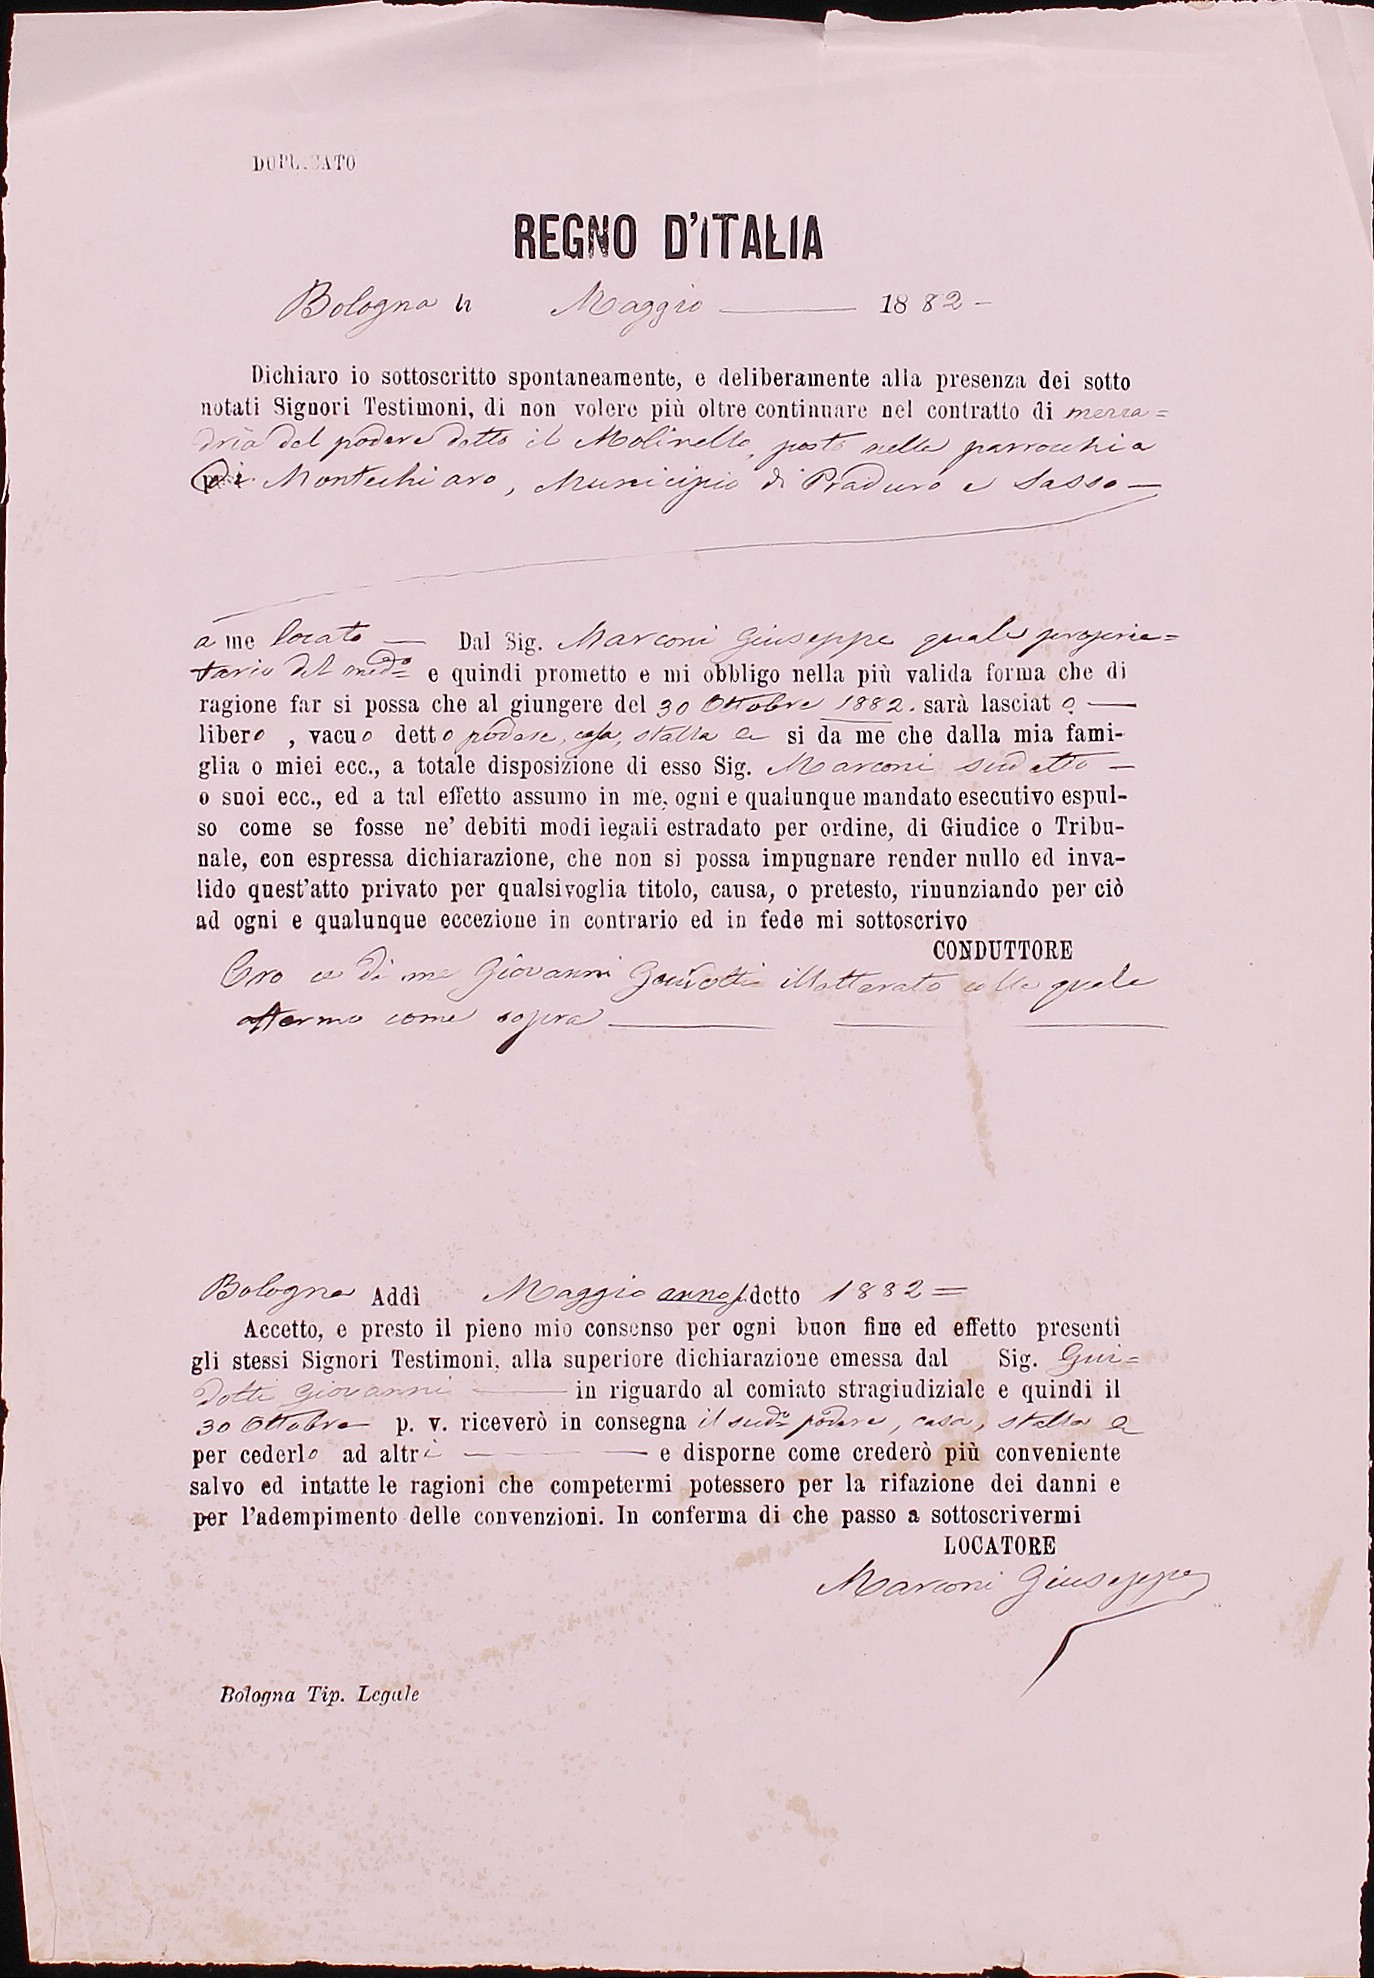 DUPLICATO
REGNO D'ITALIA
Bologna li Maggio 1882
Dichiaro io sottoscritto spontaneamente, e deliberamente alla presenza dei sotto
notati Signori Testimoni, di non volere più oltre continuare nel contratto di mezza=
dria del podere detto il Molinello, posto nella parrocchia
di Montechiaro, Municipio di Praduro e Sasso —
a me locato — Dal Sig. Marconi Giuseppe quale proprie=
tario del med.o e quindi prometto e mi obbligo nella più valida forma che di
ragione far si possa che al giungere del 30 Ottobre 1882. sarà lasciato —
libero , vacuo detto podere, casa, stalla si da me che dalla mia fami-
glia o miei ecc., a totale disposizione di esso Sig. Marconi sudetto —
o suoi ecc., ed a tal effetto assumo in me, ogni e qualunque mandato esecutivo espul-
so come se fosse ne' debiti modi legali estradato per ordine, di Giudice o Tribu-
nale, con espressa dichiarazione, che non si possa impugnare render nullo ed inva-
lido quest'atto privato per qualsivoglia titolo, causa, o pretesto, rinunziando per ciò
ad ogni e qualunque eccezione in contrario ed in fede mi sottoscrivo
CONDUTTORE
Cro ce di me Giovanni Guidotti illetterato colla quale
affermo come sopra
Bologna Addì Maggio anno detto 1882 =
Accetto, e presto il pieno mio consenso per ogni buon fine ed effetto presenti
gli stessi Signori Testimoni, alla superiore dichiarazione emessa dal Sig. Gui=
dotti Giovanni — in riguardo al comiato stragiudiziale e quindi il
30 Ottobre p. v. riceverò in consegna il sud.o podere, casa, stalla
per cederlo ad altri — e disporne come crederò più conveniente
salvo ed intatte le ragioni che competermi potessero per la rifazione dei danni e
per l'adempimento delle convenzioni. In conferma di che passo a sottoscrivermi
LOCATORE
Marconi Giuseppe
Bologna Tip. Legale